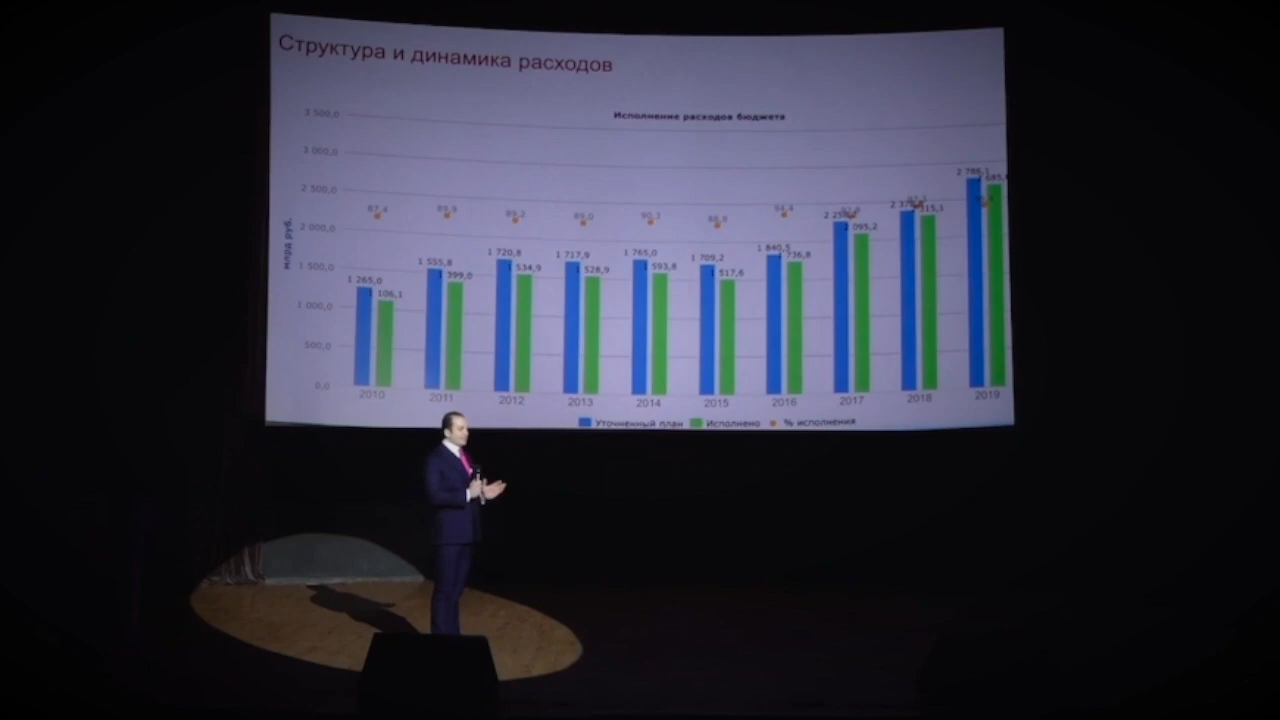 Структура и динамика расходов
Исполнение расходов бюджета
млрд руб.
3 500,0
3 000,0
2 500,0
2 000,0
1 500,0
1 000,0
500,0
0,0
87,4 89,9 89,2 89,0 90,3 88,8 94,4
1 265,0 1 555,8 1 720,8 1 717,9 1 765,0 1 709,2 1 840,5 2 786,1
1 106,1 1 399,0 1 534,9 1 528,9 1 593,8 1 517,6 1 736,8 2 095,2 2 315,1
2010 2011 2012 2013 2014 2015 2016 2017 2018 2019
Уточненный план Исполнено % исполнения